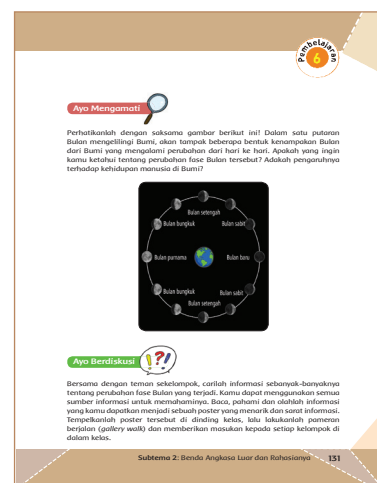 Pembelajaran
6
Ayo Mengamati
Perhatikanlah dengan saksama gambar berikut ini! Dalam satu putaran
Bulan mengelilingi Bumi, akan tampak beberapa bentuk kenampakan Bulan
dari Bumi yang mengalami perubahan dari hari ke hari. Apakah yang ingin
kamu ketahui tentang perubahan fase Bulan tersebut? Adakah pengaruhnya
terhadap kehidupan manusia di Bumi?
Bulan setengah
Bulan bungkuk
Bulan sabit
Bulan purnama
Bulan baru
Bulan bungkuk
Bulan sabit
Bulan setengah
Ayo Berdiskusi
!?!
Bersama dengan teman sekelompok, carilah informasi sebanyak-banyaknya
tentang perubahan fase Bulan yang terjadi. Kamu dapat menggunakan semua
sumber informasi untuk memahaminya. Baca, pahami dan olahlah informasi
yang kamu dapatkan menjadi sebuah poster yang menarik dan sarat informasi.
Tempelkanlah poster tersebut di dinding kelas, lalu lakukanlah pameran
berjalan (gallery walk) dan memberikan masukan kepada setiap kelompok di
dalam kelas.
Subtema 2: Benda Angkasa Luar dan Rahasianya 131